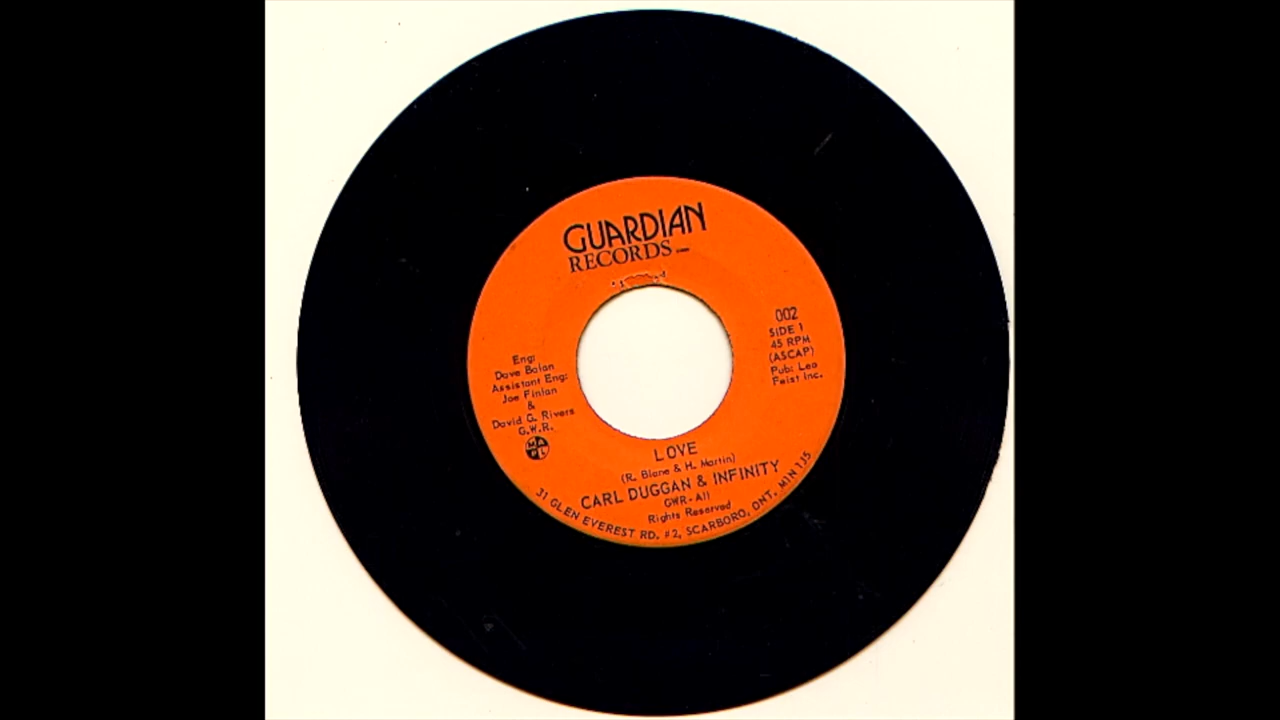 GUARDIAN
RECORDS
002
SIDE 1
45 RPM
(ASCAP)
Pub: Leo
Feist Inc.
Eng:
Dave Bolan
Assistant Eng:
Joe Finlan
&
David G. Rivers
G.W.R.
MAPL
LOVE
(R. Blane & H. Martin)
CARL DUGGAN & INFINITY
GWR-All
Rights Reserved
31 GLEN EVEREST RD. #2, SCARBORO, ONT. M1N 1J5